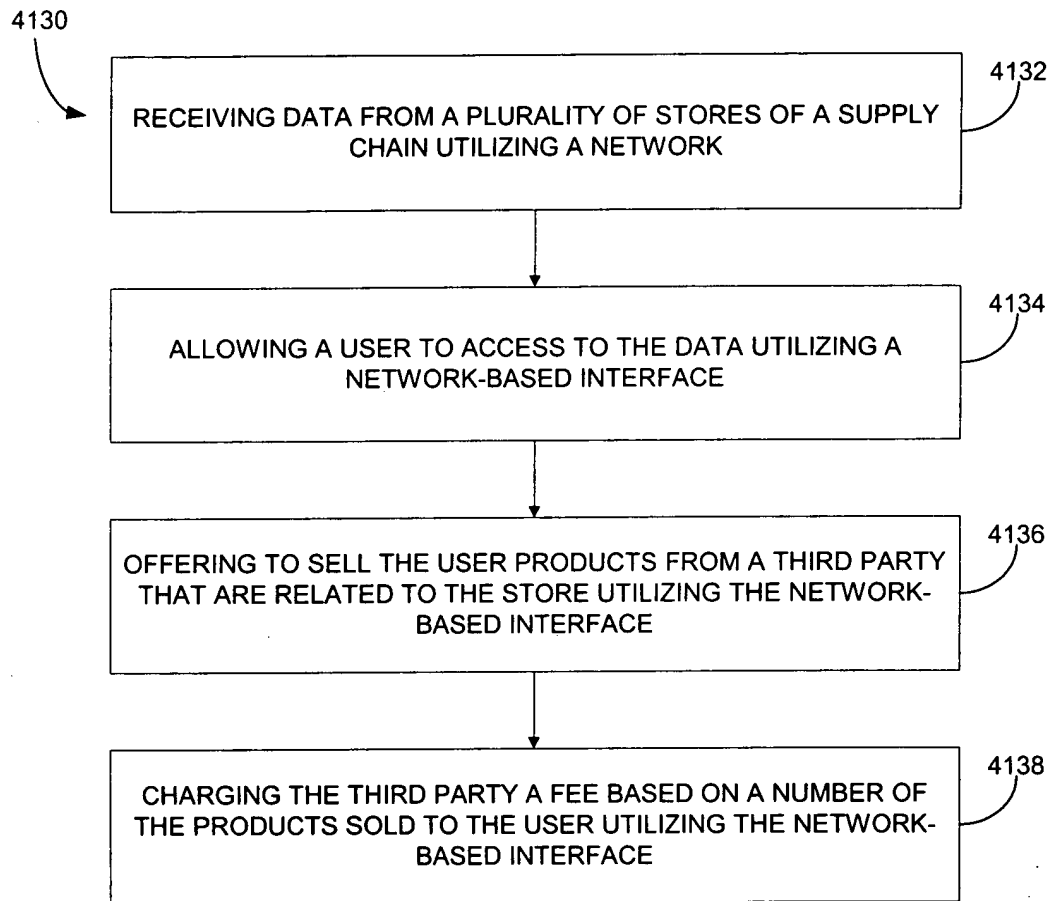 4130
4132
RECEIVING DATA FROM A PLURALITY OF STORES OF A SUPPLY
CHAIN UTILIZING A NETWORK
4134
ALLOWING A USER TO ACCESS TO THE DATA UTILIZING A
NETWORK-BASED INTERFACE
4136
OFFERING TO SELL THE USER PRODUCTS FROM A THIRD PARTY
THAT ARE RELATED TO THE STORE UTILIZING THE NETWORK-
BASED INTERFACE
4138
CHARGING THE THIRD PARTY A FEE BASED ON A NUMBER OF
THE PRODUCTS SOLD TO THE USER UTILIZING THE NETWORK-
BASED INTERFACE